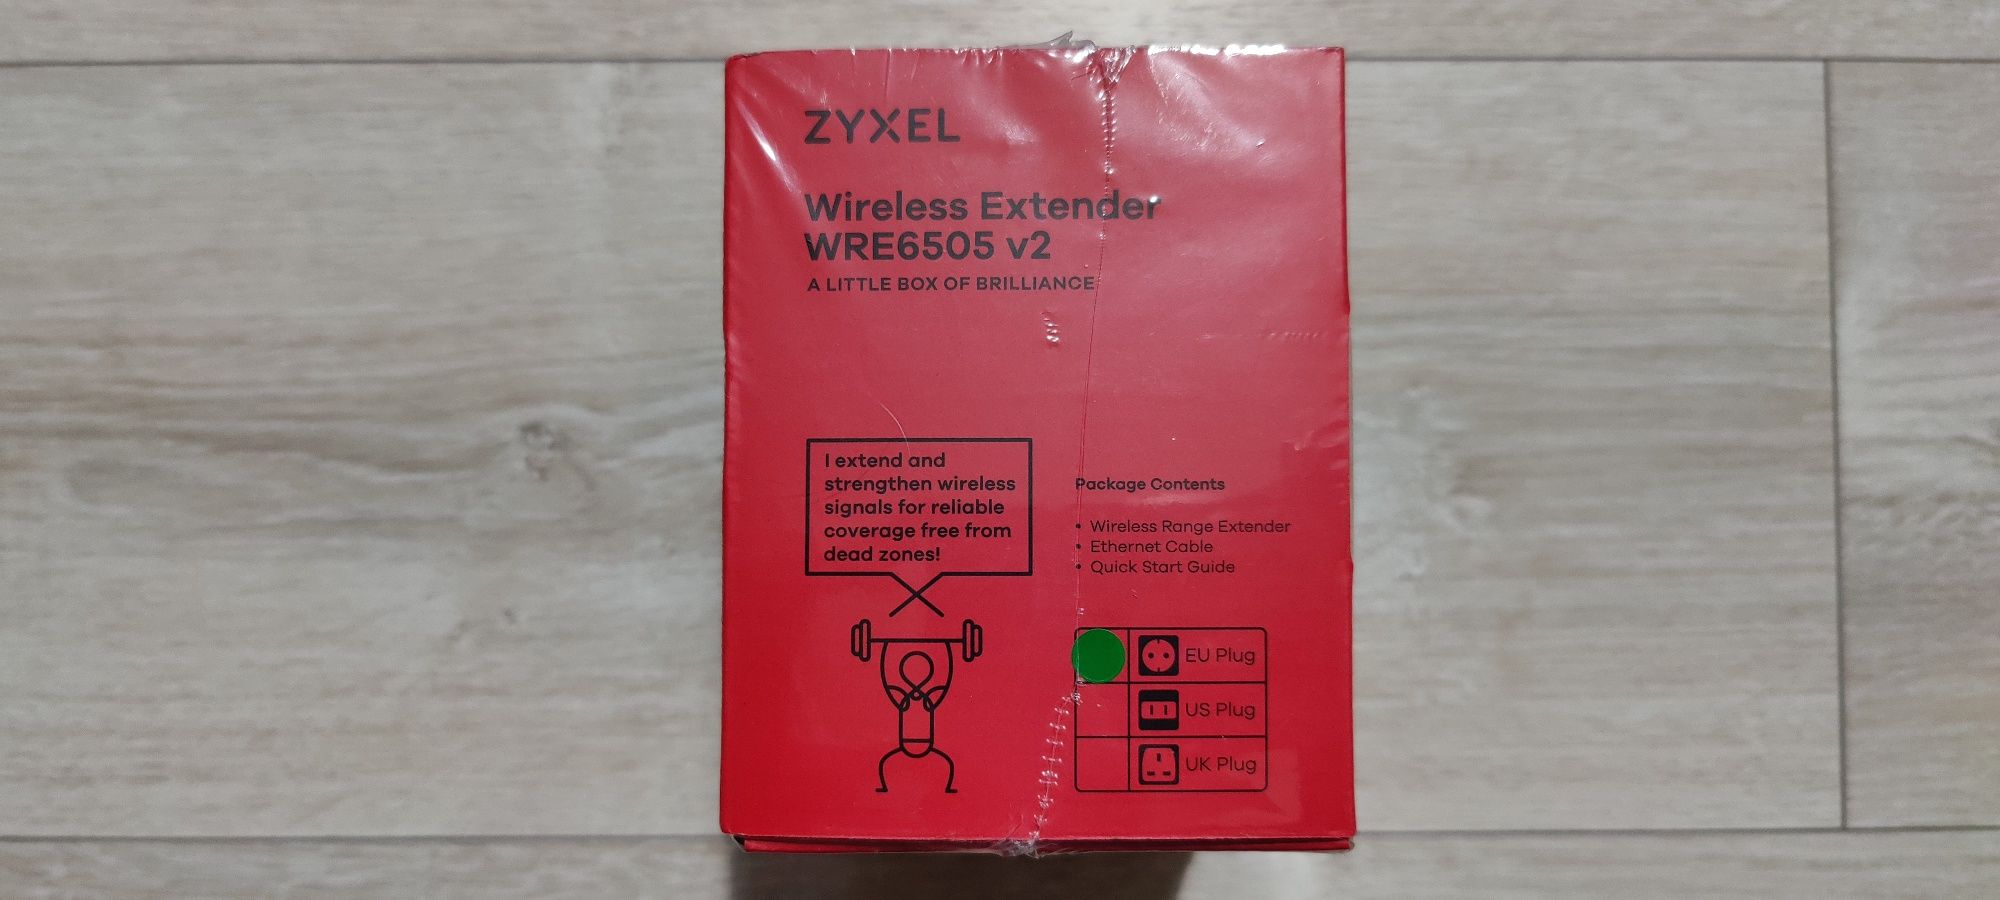 ZYXEL
Wireless Extender
WRE6505 v2
A LITTLE BOX OF BRILLIANCE
I extend and
strengthen wireless
signals for reliable
coverage free from
dead zones!
Package Contents
• Wireless Range Extender
• Ethernet Cable
• Quick Start Guide
EU Plug
US Plug
UK Plug